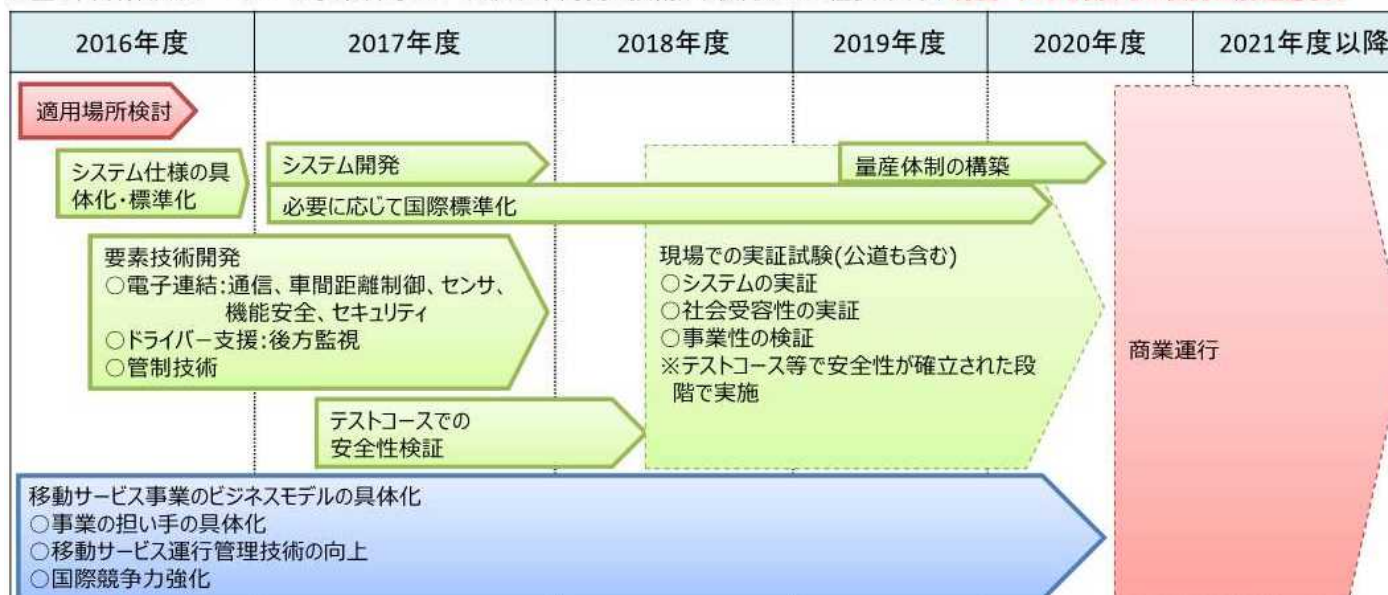 2016年度
2017年度
2018年度
2019年度
2020年度
2021年度以降
適用場所検討
システム仕様の具
体化・標準化
システム開発
量産体制の構築
必要に応じて国際標準化
要素技術開発
○電子連結:通信、車間距離制御、センサ、
機能安全、セキュリティ
○ドライバー支援:後方監視
○管制技術
現場での実証試験(公道も含む)
○システムの実証
○社会受容性の実証
○事業性の検証
※テストコース等で安全性が確立された段
階で実施
商業運行
テストコースでの
安全性検証
移動サービス事業のビジネスモデルの具体化
○事業の担い手の具体化
○移動サービス運行管理技術の向上
○国際競争力強化